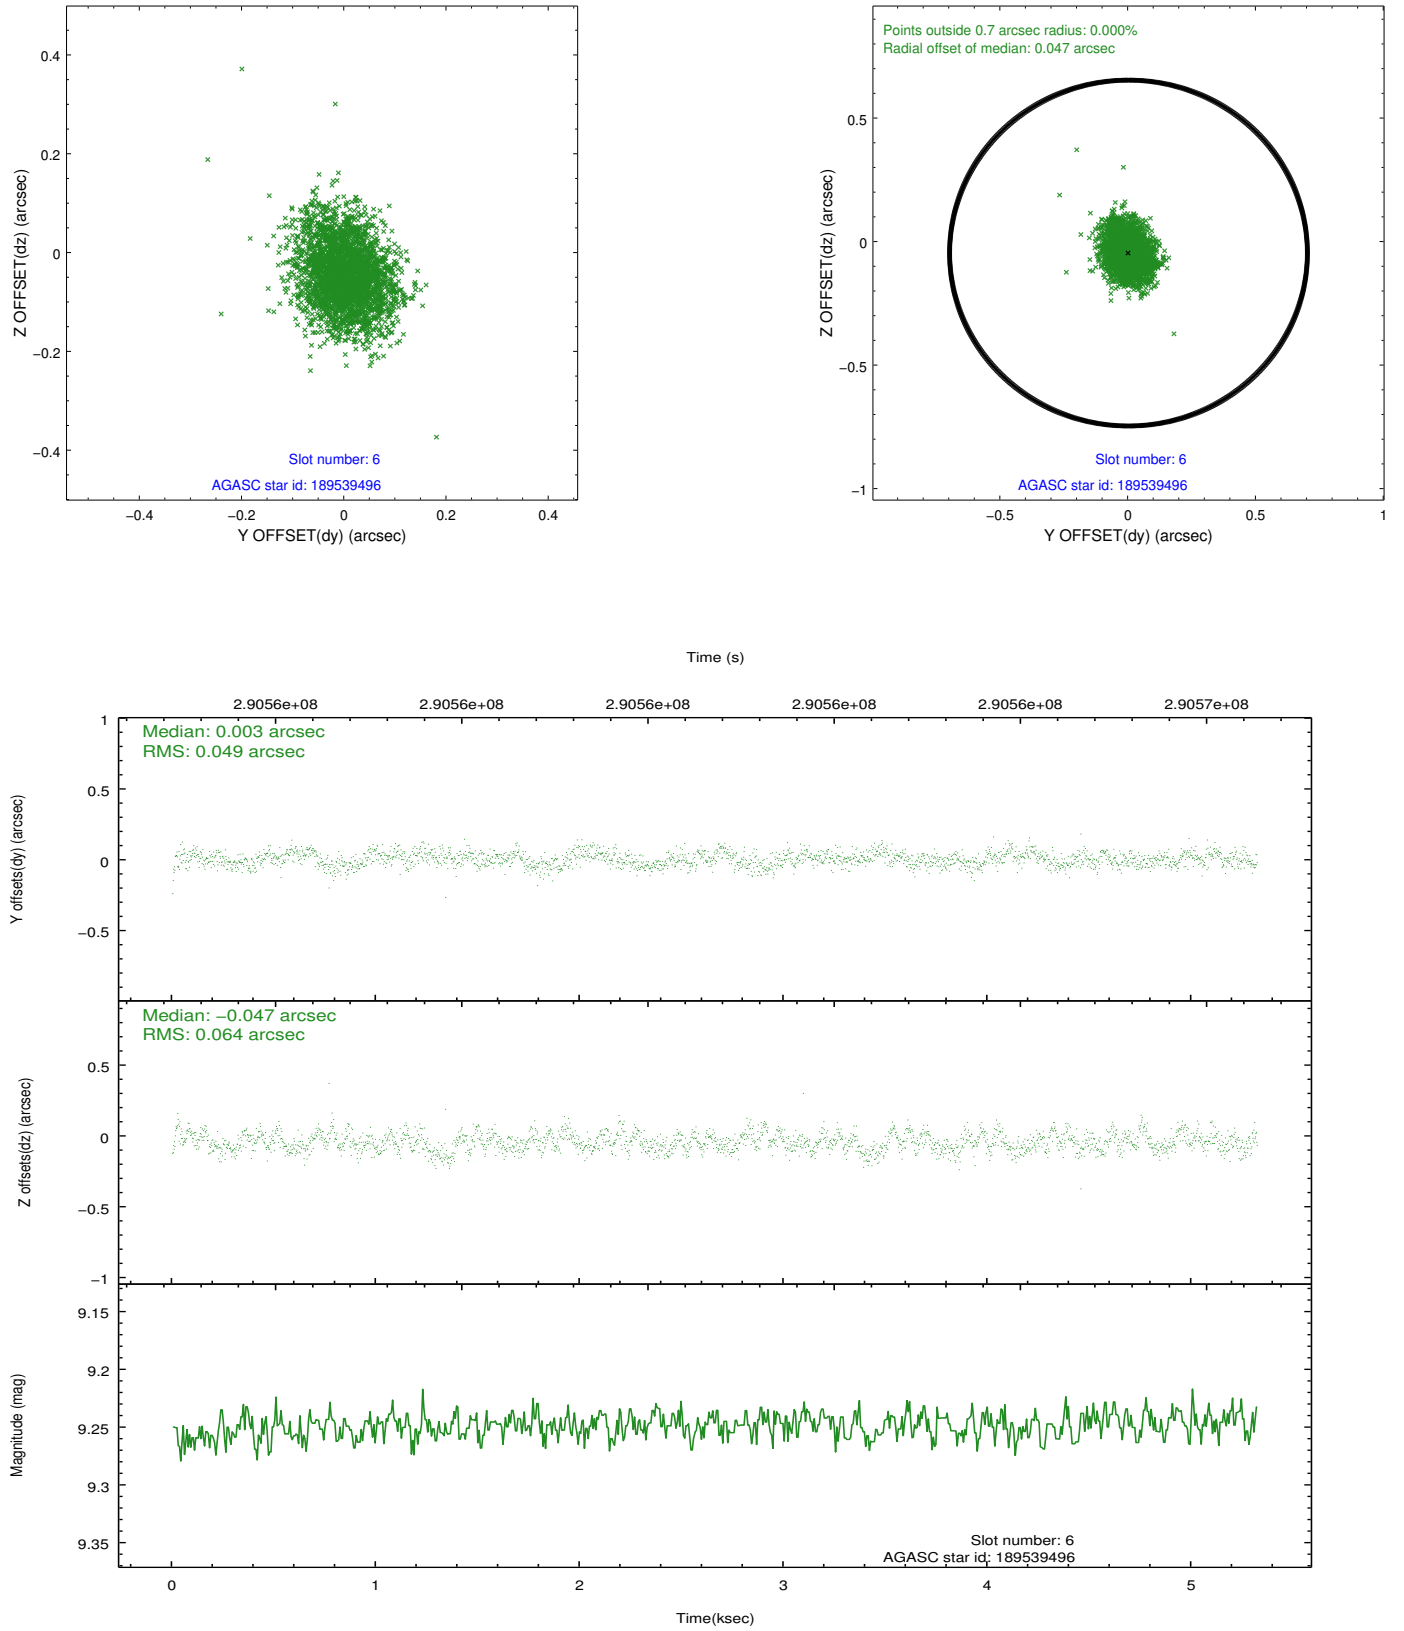 0.4
0.2
0
−0.2
−0.4
Z OFFSET(dz) (arcsec)
Slot number: 6
AGASC star id: 189539496
−0.4
−0.2
0
0.2
0.4
Y OFFSET(dy) (arcsec)
Points outside 0.7 arcsec radius: 0.000%
Radial offset of median: 0.047 arcsec
0.5
0
−0.5
−1
Z OFFSET(dz) (arcsec)
Slot number: 6
AGASC star id: 189539496
−0.5
0
0.5
1
Y OFFSET(dy) (arcsec)
Time (s)
2.9056e+08
2.9056e+08
2.9056e+08
2.9056e+08
2.9056e+08
2.9057e+08
Median: 0.003 arcsec
RMS: 0.049 arcsec
1
0.5
0
−0.5
Y offsets(dy) (arcsec)
Median: −0.047 arcsec
RMS: 0.064 arcsec
0.5
0
−0.5
−1
Z offsets(dz) (arcsec)
9.15
9.2
9.25
9.3
9.35
Magnitude (mag)
Slot number: 6
AGASC star id: 189539496
0
1
2
3
4
5
Time(ksec)